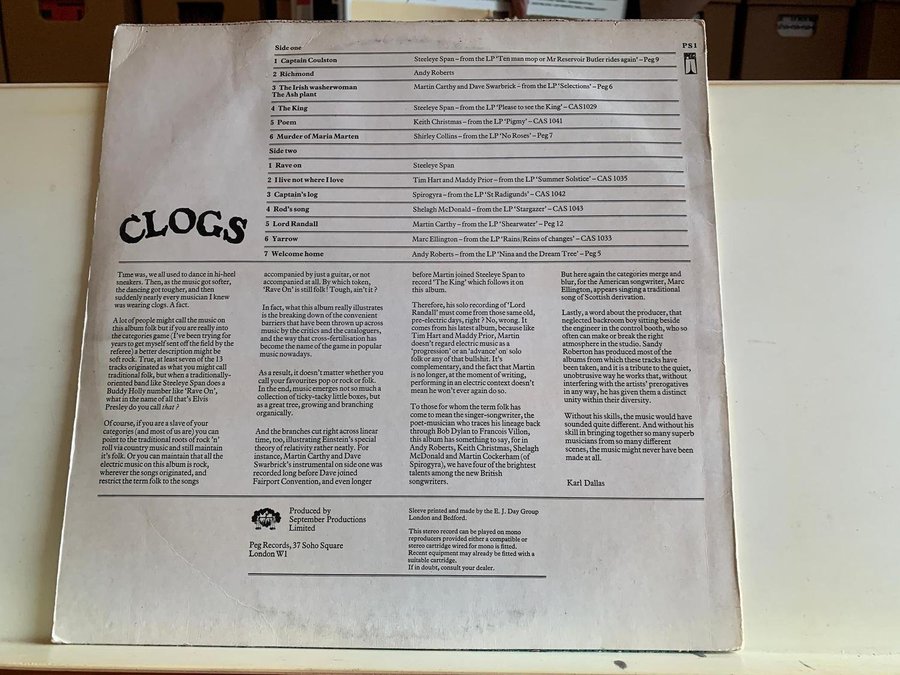 PS1
Side one
1 Captain Coulston Steeleye Span – from the LP 'Ten man mop or Mr Reservoir Butler rides again' – Peg 9
2 Richmond Andy Roberts
3 The Irish washerwoman Martin Carthy and Dave Swarbrick – from the LP 'Selections' – Peg 6
The Ash plant
4 The King Steeleye Span – from the LP 'Please to see the King' – CAS1029
5 Poem Keith Christmas – from the LP 'Pigmy' – CAS 1041
6 Murder of Maria Marten Shirley Collins – from the LP 'No Roses' – Peg 7
Side two
1 Rave on Steeleye Span
2 I live not where I love Tim Hart and Maddy Prior – from the LP 'Summer Solstice' – CAS 1035
3 Captain's log Spirogyra – from the LP 'St Radigunds' – CAS 1042
4 Rod's song Shelagh McDonald – from the LP 'Stargazer' – CAS 1043
5 Lord Randall Martin Carthy – from the LP 'Shearwater' – Peg 12
6 Yarrow Marc Ellington – from the LP 'Rains/Reins of changes' – CAS 1033
7 Welcome home Andy Roberts – from the LP 'Nina and the Dream Tree' – Peg 5
CLOGS
Time was, we all used to dance in hi-heel
sneakers. Then, as the music got softer,
the dancing got tougher, and then
suddenly nearly every musician I knew
was wearing clogs. A fact.
A lot of people might call the music on
this album folk but if you are really into
the categories game (I've been trying for
years to get myself sent off the field by the
referee) a better description might be
soft rock. True, at least seven of the 13
tracks originated as what you might call
traditional folk, but when a traditionally-
oriented band like Steeleye Span does a
Buddy Holly number like 'Rave On',
what in the name of all that's Elvis
Presley do you call that ?
Of course, if you are a slave of your
categories (and most of us are) you can
point to the traditional roots of rock 'n'
roll via country music and still maintain
it's folk. Or you can maintain that all the
electric music on this album is rock,
wherever the songs originated, and
restrict the term folk to the songs
accompanied by just a guitar, or not
accompanied at all. By which token,
'Rave On' is still folk! Tough, ain't it ?
In fact, what this album really illustrates
is the breaking down of the convenient
barriers that have been thrown up across
music by the critics and the cataloguers,
and the way that cross-fertilisation has
become the name of the game in popular
music nowadays.
As a result, it doesn't matter whether you
call your favourites pop or rock or folk.
In the end, music emerges not so much a
collection of ticky-tacky little boxes, but
as a great tree, growing and branching
organically.
And the branches cut right across linear
time, too, illustrating Einstein's special
theory of relativity rather neatly. For
instance, Martin Carthy and Dave
Swarbrick's instrumental on side one was
recorded long before Dave joined
Fairport Convention, and even longer
before Martin joined Steeleye Span to
record 'The King' which follows it on
this album.
Therefore, his solo recording of 'Lord
Randall' must come from those same old,
pre-electric days, right ? No, wrong. It
comes from his latest album, because like
Tim Hart and Maddy Prior, Martin
doesn't regard electric music as a
'progression' or an 'advance' on solo
folk or any of that bullshit. It's
complementary, and the fact that Martin
is no longer, at the moment of writing,
performing in an electric context doesn't
mean he won't ever again do so.
To those for whom the term folk has
come to mean the singer-songwriter, the
poet-musician who traces his lineage back
through Bob Dylan to Francois Villon,
this album has something to say, for in
Andy Roberts, Keith Christmas, Shelagh
McDonald and Martin Cockerham (of
Spirogyra), we have four of the brightest
talents among the new British
songwriters.
But here again the categories merge and
blur, for the American songwriter, Marc
Ellington, appears singing a traditional
song of Scottish derivation.
Lastly, a word about the producer, that
neglected backroom boy sitting beside
the engineer in the control booth, who so
often can make or break the right
atmosphere in the studio. Sandy
Roberton has produced most of the
albums from which these tracks have
been taken, and it is a tribute to the quiet,
unobtrusive way he works that, without
interfering with the artists' prerogatives
in any way, he has given them a distinct
unity within their diversity.
Without his skills, the music would have
sounded quite different. And without his
skill in bringing together so many superb
musicians from so many different
scenes, the music might never have been
made at all.
Karl Dallas
Produced by
September Productions
Limited
Peg Records, 37 Soho Square
London W1
Sleeve printed and made by the E. J. Day Group
London and Bedford.
This stereo record can be played on mono
reproducers provided either a compatible or
stereo cartridge wired for mono is fitted.
Recent equipment may already be fitted with a
suitable cartridge.
If in doubt, consult your dealer.